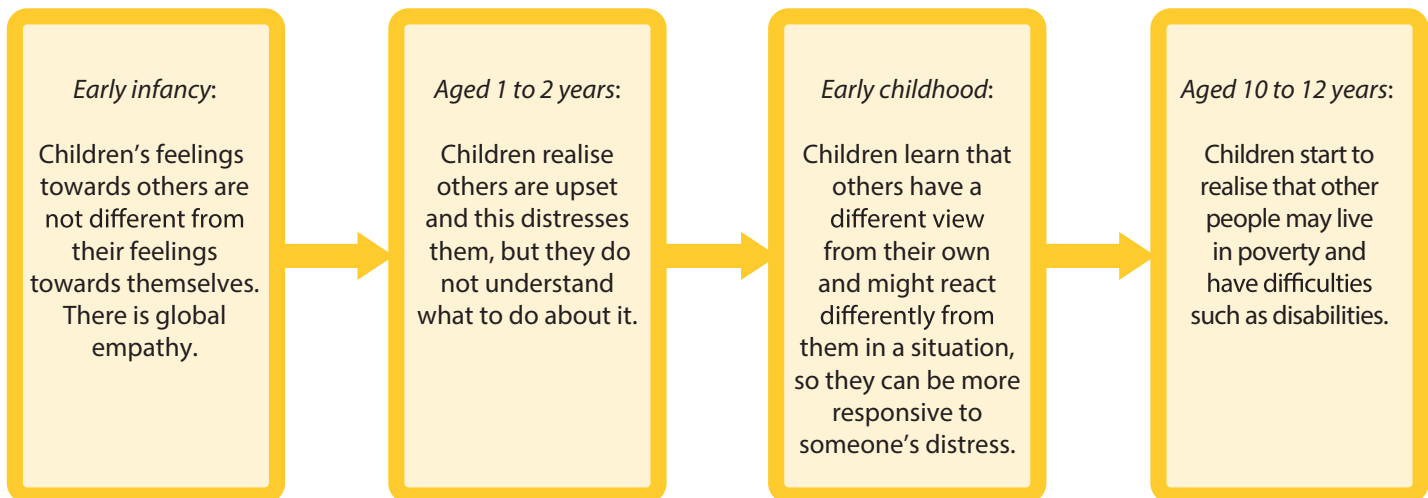 Early infancy:
Children's feelings
towards others are
not different from
their feelings
towards themselves.
There is global
empathy.
Aged 1 to 2 years:
Children realise
others are upset
and this distresses
them, but they do
not understand
what to do about it.
Early childhood:
Children learn that
others have a
different view
from their own
and might react
differently from
them in a situation,
so they can be more
responsive to
someone's distress.
Aged 10 to 12 years:
Children start to
realise that other
people may live
in poverty and
have difficulties
such as disabilities.